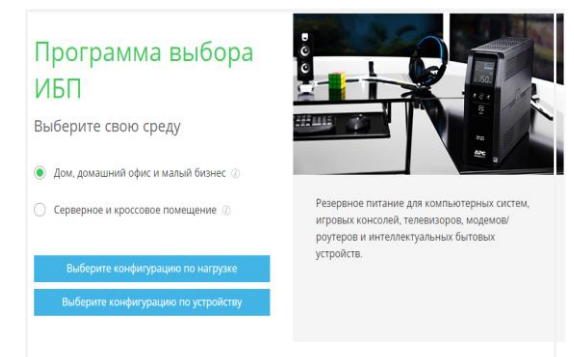 Программа выбора
ИБП
Выберите свою среду
Дом, домашний офис и малый бизнес
Серверное и кроссовое помещение
Выберите конфигурацию по нагрузке
Выберите конфигурацию по устройству
APC
Резервное питание для компьютерных систем,
игровых консолей, телевизоров, модемов/
роутеров и интеллектуальных бытовых
устройств.